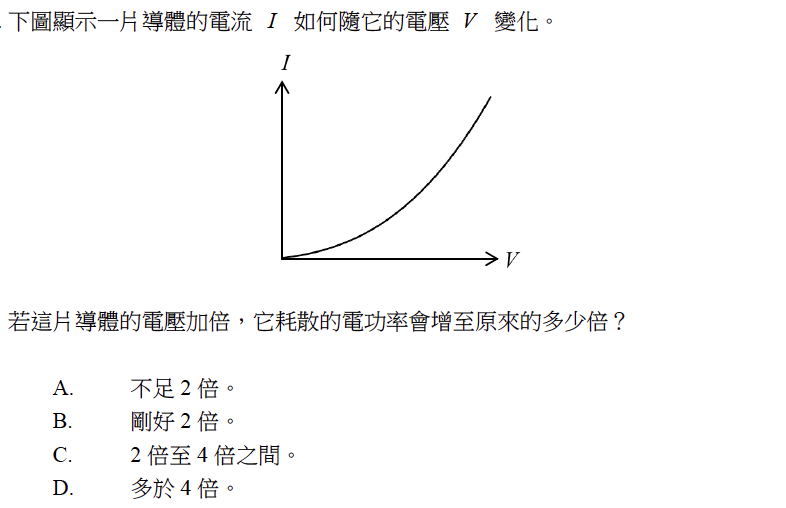 下圖顯示一片導體的電流 I 如何隨它的電壓 V 變化。
I
V
若這片導體的電壓加倍，它耗散的電功率會增至原來的多少倍？
A. 不足 2 倍。
B. 剛好 2 倍。
C. 2 倍至 4 倍之間。
D. 多於 4 倍。